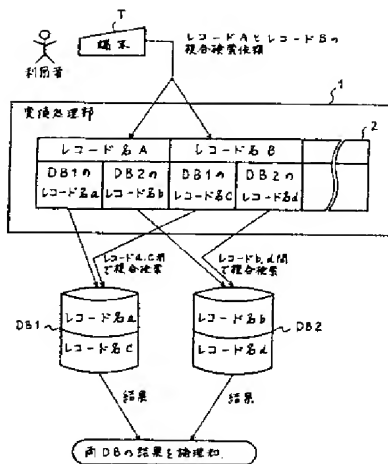 T
端末
レコードAとレコードBの
複合検索依頼
利用者
1
変換処理部
2
レコード名A
レコード名B
DB1の
レコード名a
DB2の
レコード名b
DB1の
レコード名c
DB2の
レコード名d
レコードa,c間
で複合検索
レコードb,d間
で複合検索
DB1
レコード名a
レコード名c
レコード名b
レコード名d
DB2
結果
結果
両DBの結果を論理和